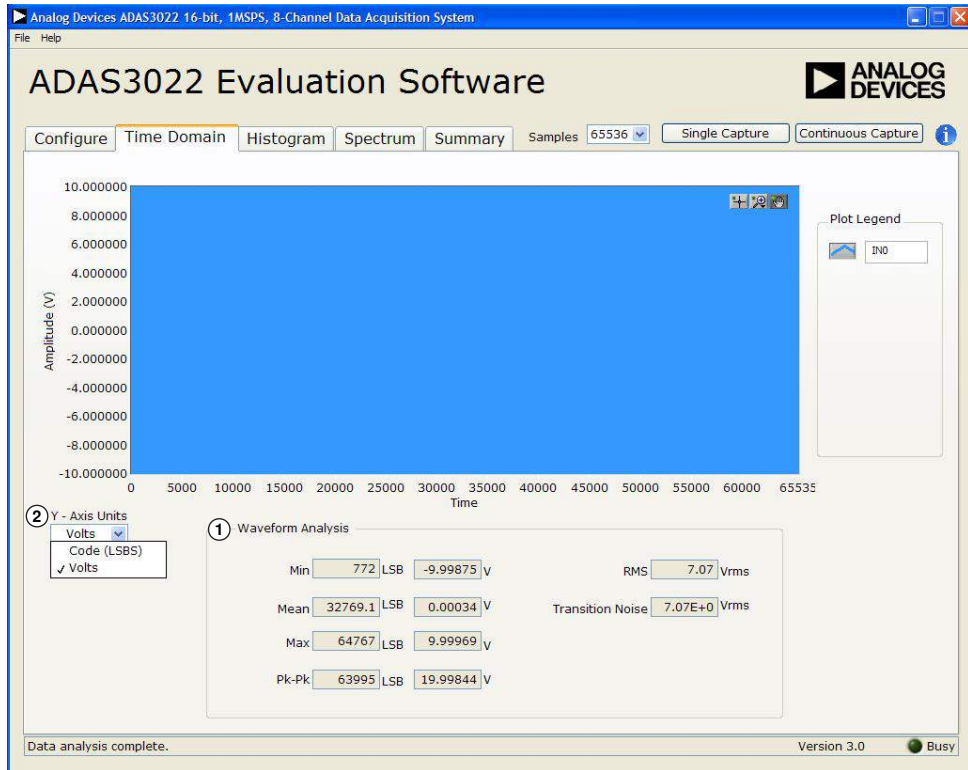 Analog Devices ADAS3022 16-bit, 1MSPS, 8-Channel Data Acquisition System
File Help
ADAS3022 Evaluation Software
ANALOG
DEVICES
Configure Time Domain Histogram Spectrum Summary Samples 65536 Single Capture Continuous Capture i
10.000000
8.000000
6.000000
4.000000
2.000000
0.000000
-2.000000
-4.000000
-6.000000
-8.000000
-10.000000
Amplitude (V)
0 5000 10000 15000 20000 25000 30000 35000 40000 45000 50000 55000 60000 65535
Time
Plot Legend
IN0
2 Y - Axis Units
Volts
Code (LSBS)
✓ Volts
1 Waveform Analysis
Min 772 LSB -9.99875 V RMS 7.07 Vrms
Mean 32769.1 LSB 0.00034 V Transition Noise 7.07E+0 Vrms
Max 64767 LSB 9.99969 V
Pk-Pk 63995 LSB 19.99844 V
Data analysis complete. Version 3.0 Busy